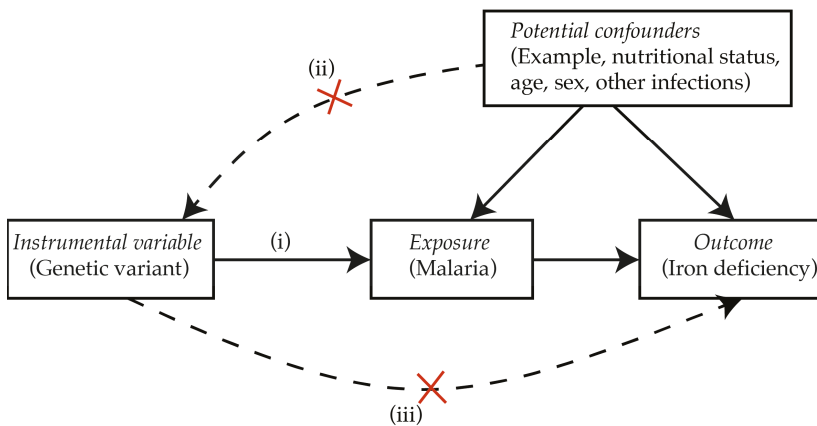 Potential confounders
(Example, nutritional status,
age, sex, other infections)
(ii)
Instrumental variable
(Genetic variant)
(i)
Exposure
(Malaria)
Outcome
(Iron deficiency)
(iii)